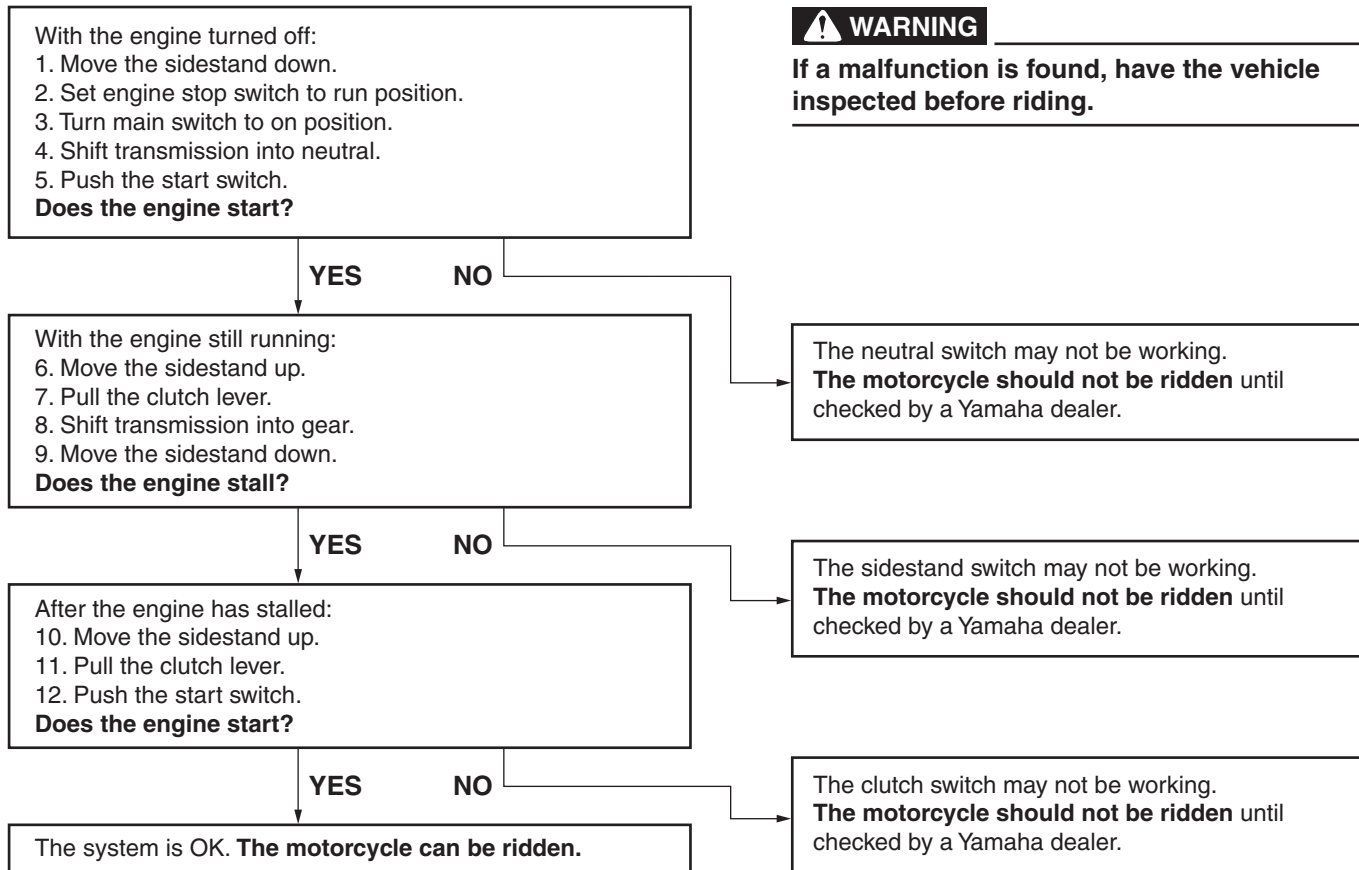 With the engine turned off:
1. Move the sidestand down.
2. Set engine stop switch to run position.
3. Turn main switch to on position.
4. Shift transmission into neutral.
5. Push the start switch.
Does the engine start?
WARNING
If a malfunction is found, have the vehicle
inspected before riding.
YES NO
With the engine still running:
6. Move the sidestand up.
7. Pull the clutch lever.
8. Shift transmission into gear.
9. Move the sidestand down.
Does the engine stall?
The neutral switch may not be working.
The motorcycle should not be ridden until
checked by a Yamaha dealer.
YES NO
After the engine has stalled:
10. Move the sidestand up.
11. Pull the clutch lever.
12. Push the start switch.
Does the engine start?
The sidestand switch may not be working.
The motorcycle should not be ridden until
checked by a Yamaha dealer.
YES NO
The system is OK. The motorcycle can be ridden.
The clutch switch may not be working.
The motorcycle should not be ridden until
checked by a Yamaha dealer.